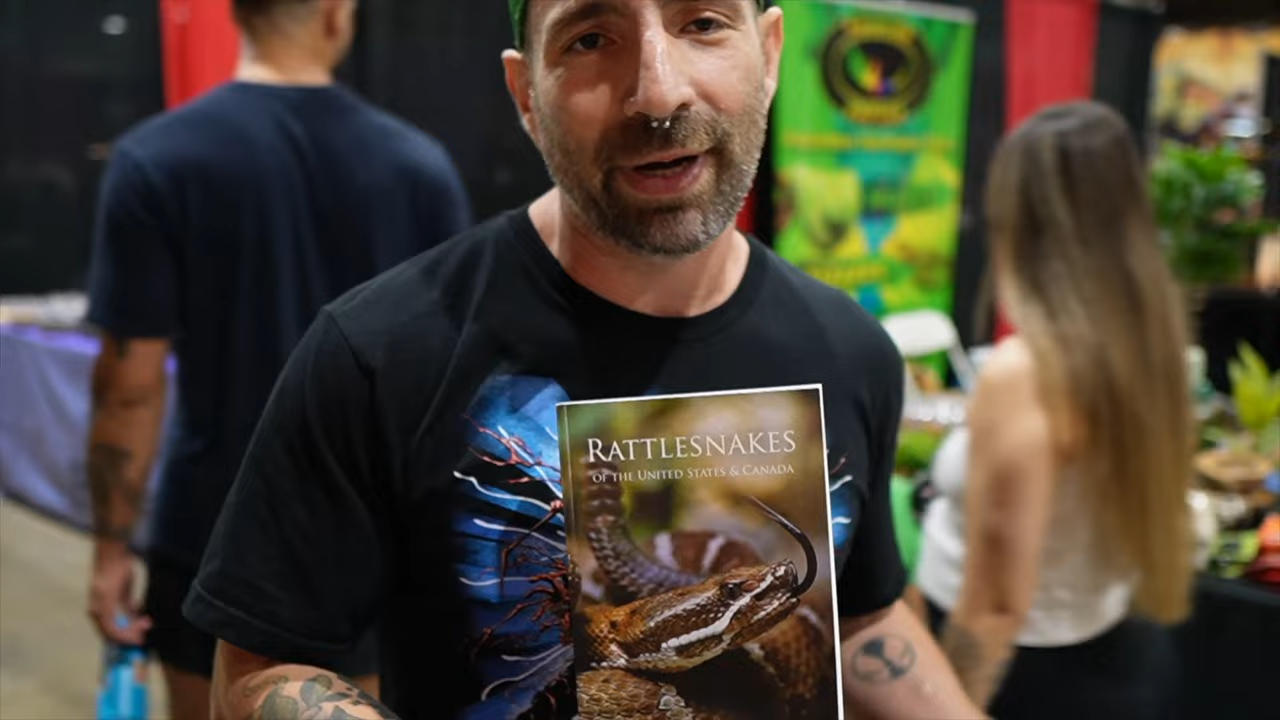 RATTLESNAKES
OF THE UNITED STATES & CANADA